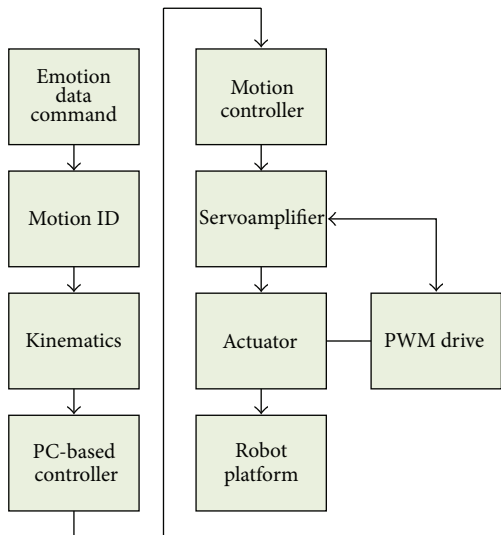 Emotion
data
command
Motion ID
Kinematics
PC-based
controller
Motion
controller
Servoamplifier
Actuator
PWM drive
Robot
platform